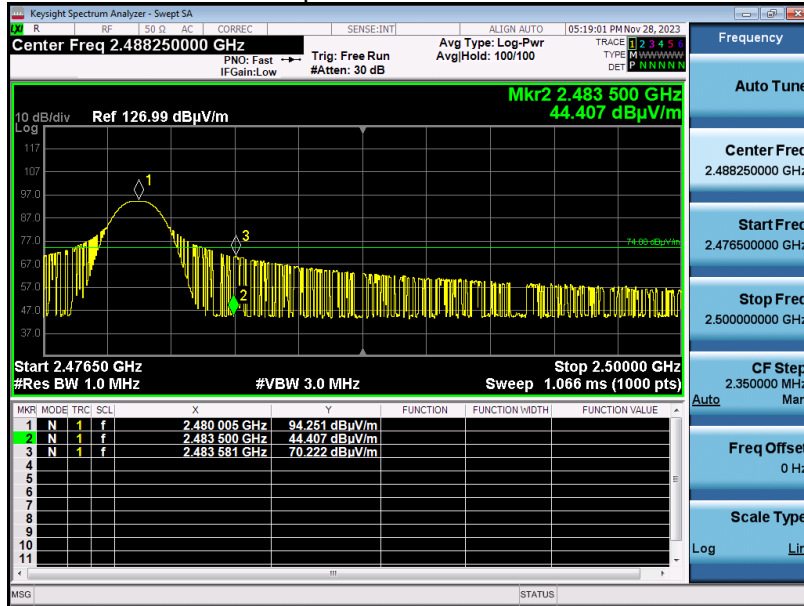 Keysight Spectrum Analyzer - Swept SA
LXI R RF 50 Ω AC CORREC SENSE:INT ALIGN AUTO 05:19:01 PM Nov 28, 2023
Center Freq 2.488250000 GHz
PNO: Fast
IFGain:Low
Trig: Free Run
#Atten: 30 dB
Avg Type: Log-Pwr
Avg|Hold: 100/100
TRACE 1 2 3 4 5 6
TYPE M WWWWW
DET P N N N N N
Mkr2 2.483 500 GHz
44.407 dBµV/m
10 dB/div Ref 126.99 dBµV/m
Log
117
107
97.0
87.0
77.0
67.0
57.0
47.0
37.0
1
3
2
74.00 dBµV/m
Start 2.47650 GHz Stop 2.50000 GHz
#Res BW 1.0 MHz #VBW 3.0 MHz Sweep 1.066 ms (1000 pts)
MKR MODE TRC SCL X Y FUNCTION FUNCTION WIDTH FUNCTION VALUE
1 N 1 f 2.480 005 GHz 94.251 dBµV/m
2 N 1 f 2.483 500 GHz 44.407 dBµV/m
3 N 1 f 2.483 581 GHz 70.222 dBµV/m
4
5
6
7
8
9
10
11
MSG STATUS
Frequency
Auto Tune
Center Freq
2.488250000 GHz
Start Freq
2.476500000 GHz
Stop Freq
2.500000000 GHz
CF Step
2.350000 MHz
Auto Man
Freq Offset
0 Hz
Scale Type
Log Lin